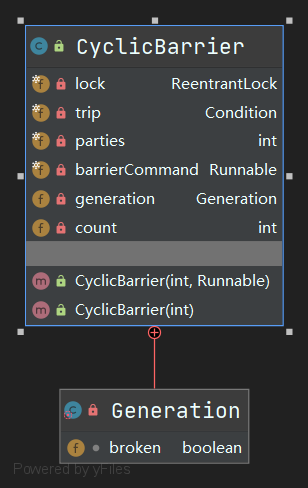 CyclicBarrier
lock ReentrantLock
trip Condition
parties int
barrierCommand Runnable
generation Generation
count int
CyclicBarrier(int, Runnable)
CyclicBarrier(int)
Generation
broken boolean
Powered by yFiles